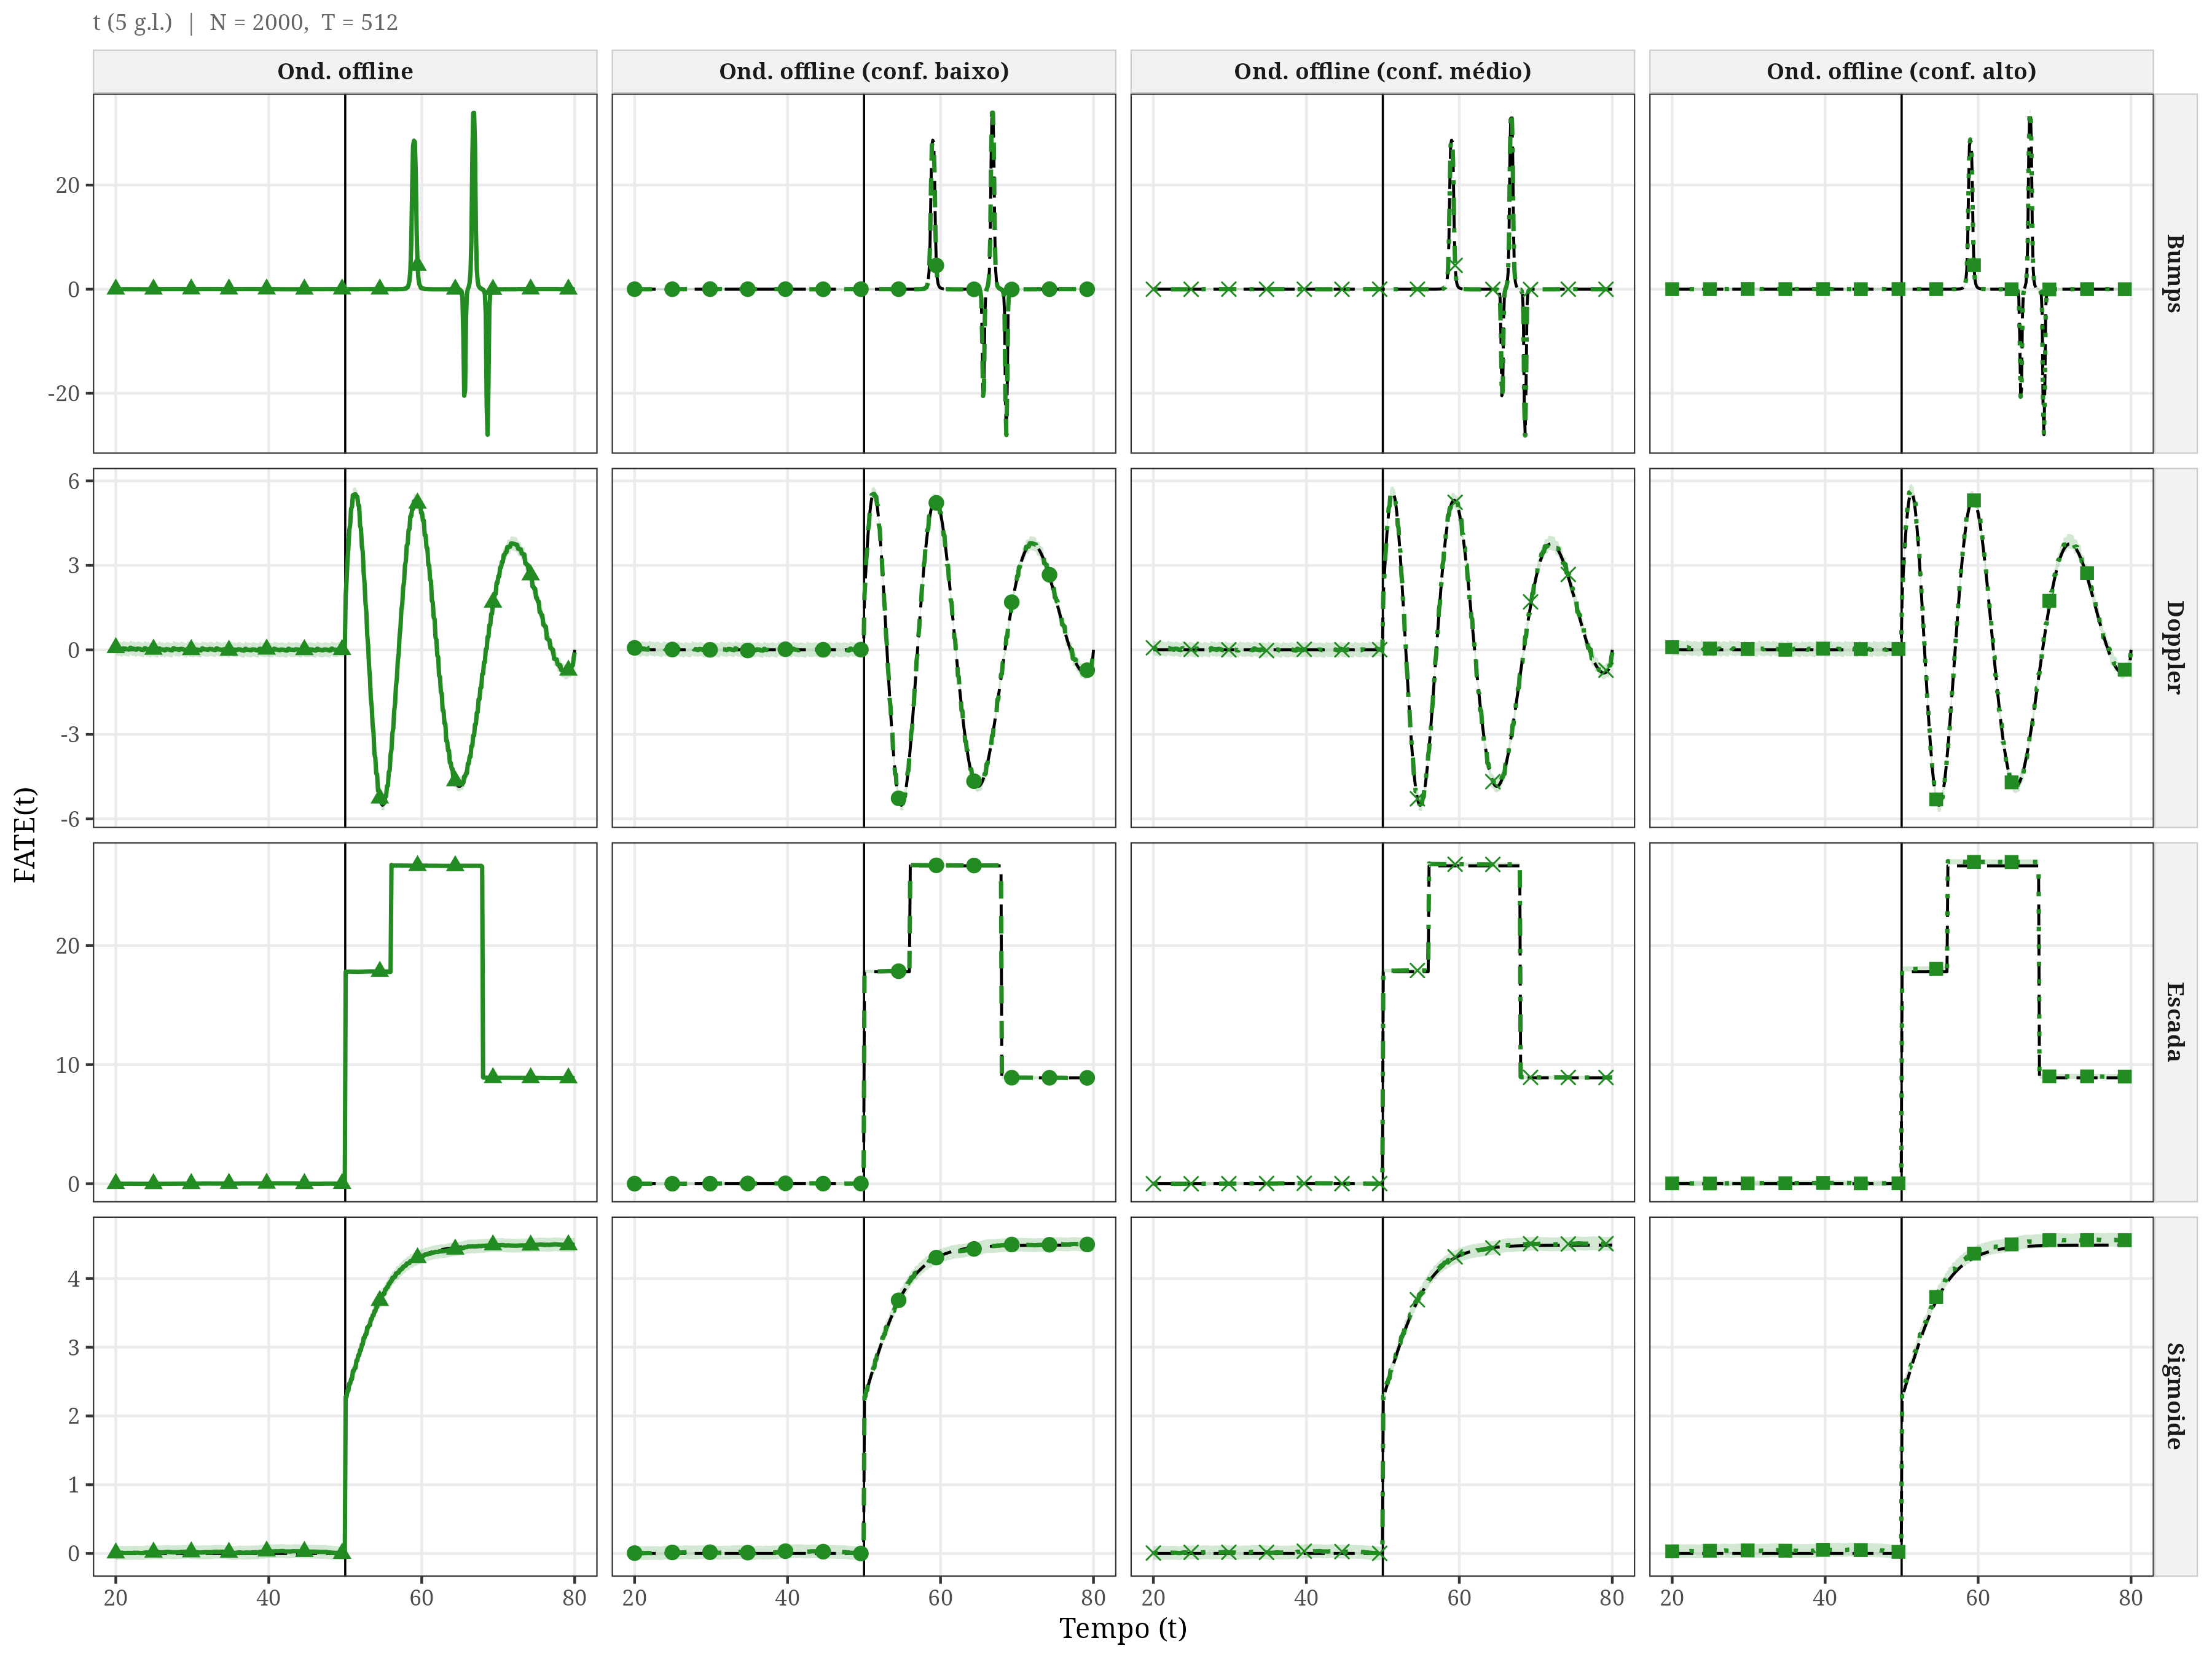 t (5 g.l.) | N = 2000, T = 512
Ond. offline
Ond. offline (conf. baixo)
Ond. offline (conf. médio)
Ond. offline (conf. alto)
20
0
-20
Bumps
6
3
0
-3
-6
Doppler
20
10
0
Escada
4
3
2
1
0
Sigmoide
20 40 60 80
20 40 60 80
20 40 60 80
20 40 60 80
FATE(t)
Tempo (t)